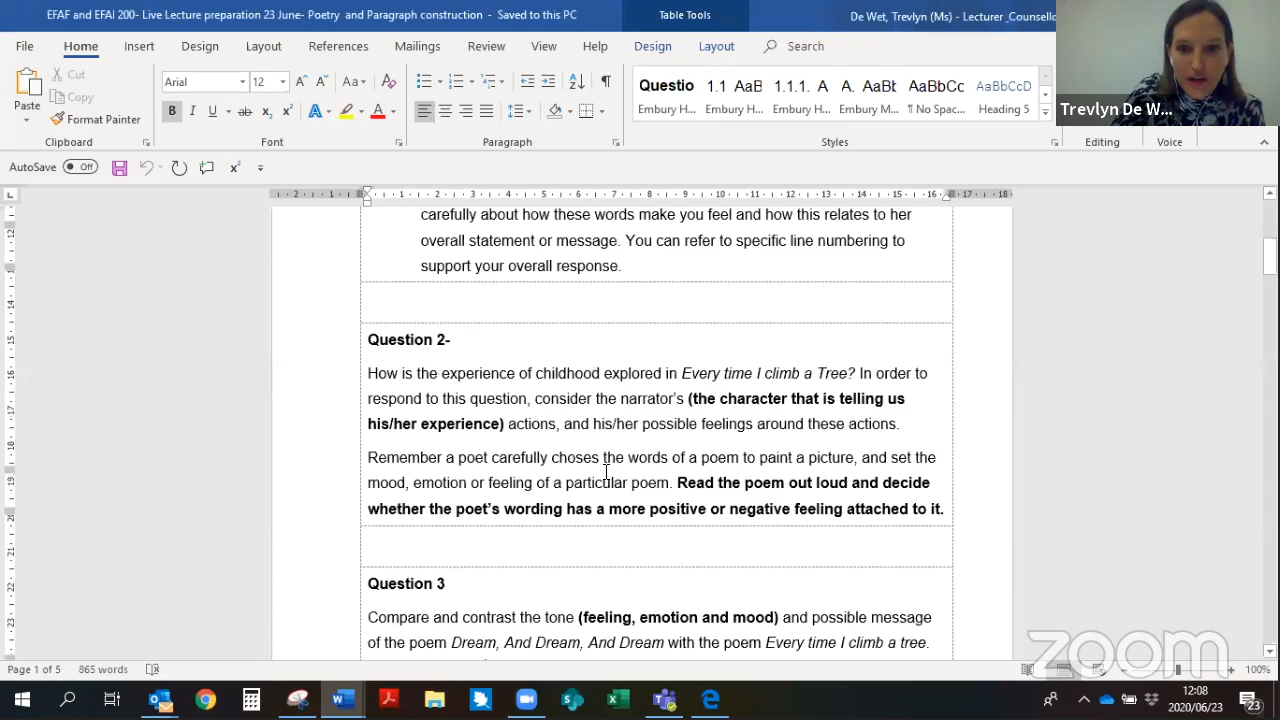 EFAF and EFAI 200- Live Lecture preparation 23 June- Poetry and Paragraph construction - Saved to this PC
Table Tools
De Wet, Trevlyn (Ms) - Lecturer_Counsello
File Home Insert Design Layout References Mailings Review View Help Design Layout Search
Trevlyn De W...
Paste
Cut
Copy
Format Painter
Arial 12
Questio 1.1 AaB 1.1.1. A A. AaBb AaBbCc AaBbCcD
Embury H... Embury H... Embury H... Embury M... ¶ No Spac... Heading 5
Clipboard Font Paragraph Styles Editing Voice
AutoSave Off
carefully about how these words make you feel and how this relates to her
overall statement or message. You can refer to specific line numbering to
support your overall response.
Question 2-
How is the experience of childhood explored in Every time I climb a Tree? In order to
respond to this question, consider the narrator's (the character that is telling us
his/her experience) actions, and his/her possible feelings around these actions.
Remember a poet carefully choses the words of a poem to paint a picture, and set the
mood, emotion or feeling of a particular poem. Read the poem out loud and decide
whether the poet's wording has a more positive or negative feeling attached to it.
Question 3
Compare and contrast the tone (feeling, emotion and mood) and possible message
of the poem Dream, And Dream, And Dream with the poem Every time I climb a tree.
zoom
Page 1 of 5 865 words
100%
12:08
2020/06/23
23